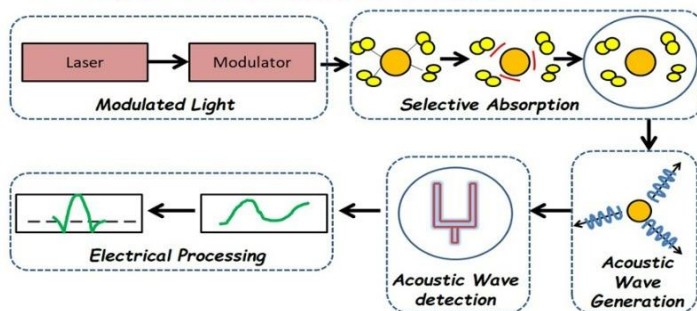 Laser
Modulator
Modulated Light
Selective Absorption
Electrical Processing
Acoustic Wave
detection
Acoustic
Wave
Generation